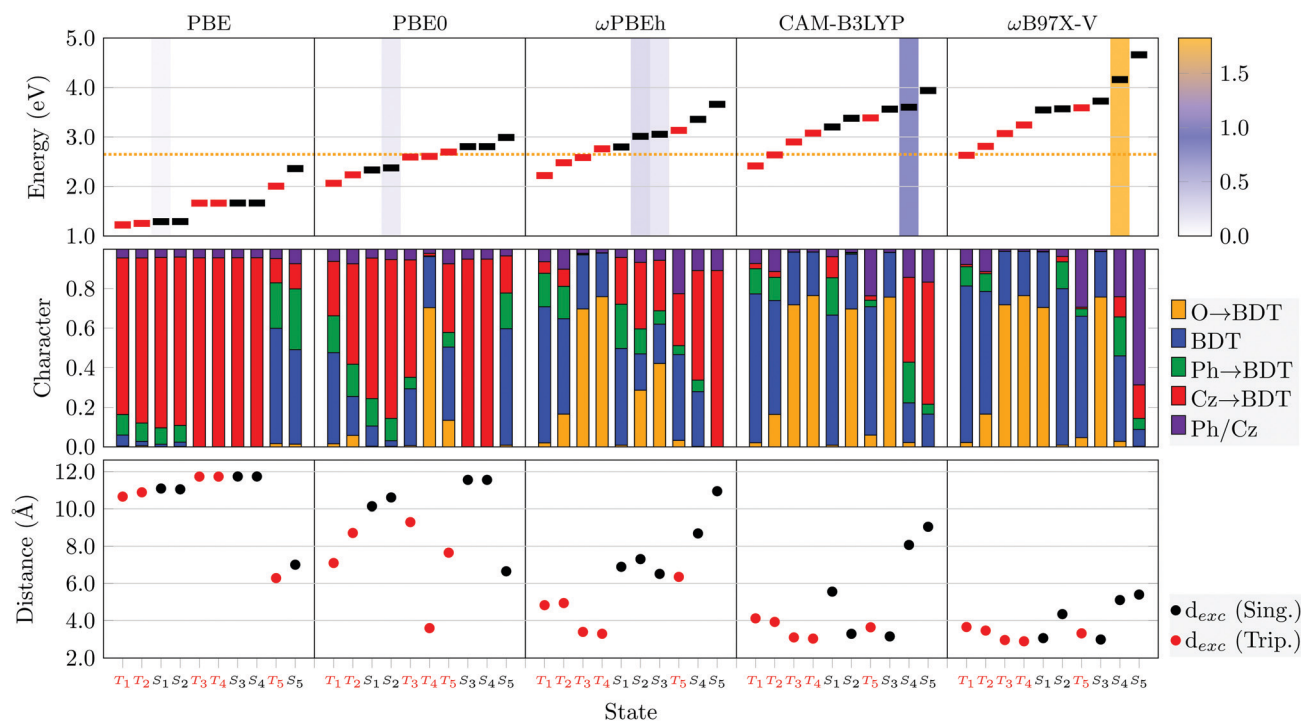 PBE PBE0 ωPBEh CAM-B3LYP ωB97X-V
Energy (eV)
5.0
4.0
3.0
2.0
1.0
1.5
1.0
0.5
0.0
Character
0.8
0.6
0.4
0.2
0.0
O→BDT
BDT
Ph→BDT
Cz→BDT
Ph/Cz
Distance (Å)
12.0
10.0
8.0
6.0
4.0
2.0
d_exc (Sing.)
d_exc (Trip.)
T1 T2 S1 S2 T3 T4 S3 S4 T5 S5 T1 T2 S1 S2 T3 T4 T5 S3 S4 S5 T1 T2 T3 T4 S1 S2 S3 T5 S4 S5 T1 T2 T3 T4 S1 S2 T5 S3 S4 S5 T1 T2 T3 T4 S1 S2 T5 S3 S4 S5
State